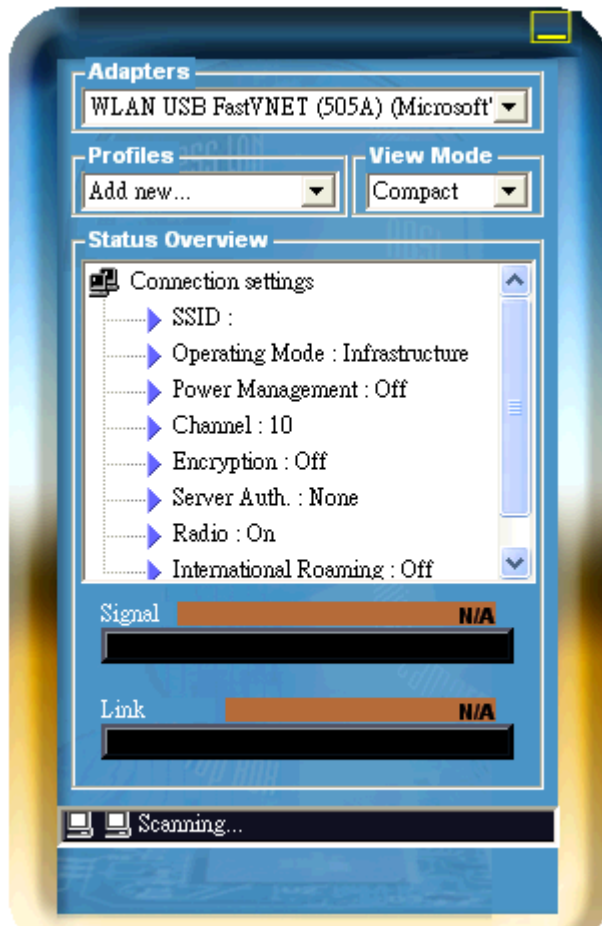 Adapters
WLAN USB FastVNET (505A) (Microsoft'
Profiles
View Mode
Add new...
Compact
Status Overview
Connection settings
SSID :
Operating Mode : Infrastructure
Power Management : Off
Channel : 10
Encryption : Off
Server Auth. : None
Radio : On
International Roaming : Off
Signal
N/A
Link
N/A
Scanning...